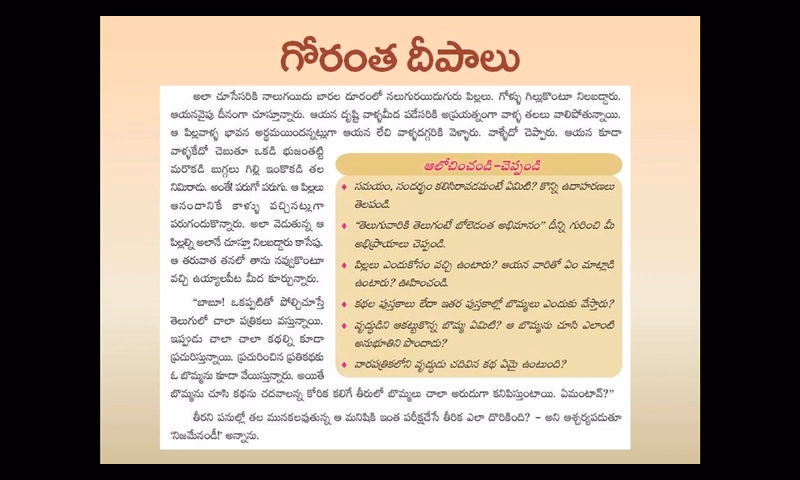 గోరంత దీపాలు
అలా చూసేసరికి నాలుగయిదు బారల దూరంలో నలుగురయిదుగురు పిల్లలు. గోళ్ళు గిల్లుకొంటూ నిలబడ్డారు.
ఆయనవైపు దీనంగా చూస్తున్నారు. ఆయన దృష్టి వాళ్ళమీద పడేసరికి అప్రయత్నంగా వాళ్ళ తలలు వాలిపోతున్నాయి.
ఆ పిల్లవాళ్ళ భావన అర్థమయిందన్నట్లుగా ఆయన లేచి వాళ్ళదగ్గరికి వెళ్ళారు. వాళ్ళేదో చెప్పారు. ఆయన కూడా
వాళ్ళకేదో చెబుతూ ఒకడి భుజంతట్టి
మరొకడి బుగ్గలు గిల్లి ఇంకొకడి తల
నిమిరాడు. అంతే! పరుగో పరుగు. ఆ పిల్లలు
ఆనందానికే కాళ్ళు వచ్చినట్లుగా
పరుగందుకొన్నారు. అలా వెడుతున్న ఆ
పిల్లల్ని అలానే చూస్తూ నిలబడ్డారు కాసేపు.
ఆ తరువాత తనలో తాను నవ్వుకొంటూ
వచ్చి ఉయ్యాలపీట మీద కూర్చున్నారు.
"బాబూ! ఒకప్పటితో పోల్చిచూస్తే
తెలుగులో చాలా పత్రికలు వస్తున్నాయి.
ఇప్పుడు చాలా చాలా కథల్ని కూడా
ప్రచురిస్తున్నాయి. ప్రచురించిన ప్రతికథకు
ఓ బొమ్మను కూడా వేయిస్తున్నారు. అయితే
బొమ్మను చూసి కథను చదవాలన్న కోరిక కలిగే తీరులో బొమ్మలు చాలా అరుదుగా కనిపిస్తుంటాయి. ఏమంటావ్?"
తీరని పనుల్లో తల మునకలవుతున్న ఆ మనిషికి ఇంత పరీక్షచేసే తీరిక ఎలా దొరికింది? – అని ఆశ్చర్యపడుతూ
'నిజమేనండీ!' అన్నాను.
ఆలోచించండి-చెప్పండి
♦ సమయం, సందర్భం కలిసిరావడమంటే ఏమిటి? కొన్ని ఉదాహరణలు
తెలపండి.
♦ "తెలుగువారికి తెలుగంటే బోలెడంత అభిమానం" దీన్ని గురించి మీ
అభిప్రాయాలు చెప్పండి.
♦ పిల్లలు ఎందుకోసం వచ్చి ఉంటారు? ఆయన వారితో ఏం మాట్లాడి
ఉంటారు? ఊహించండి.
♦ కథల పుస్తకాలు లేదా ఇతర పుస్తకాల్లో బొమ్మలు ఎందుకు వేస్తారు?
♦ వృద్ధుడిని ఆకట్టుకొన్న బొమ్మ ఏమిటి? ఆ బొమ్మను చూసి ఎలాంటి
అనుభూతిని పొందాడు?
♦ వారపత్రికలోని వృద్ధుడు చదివిన కథ ఏమై ఉంటుంది?